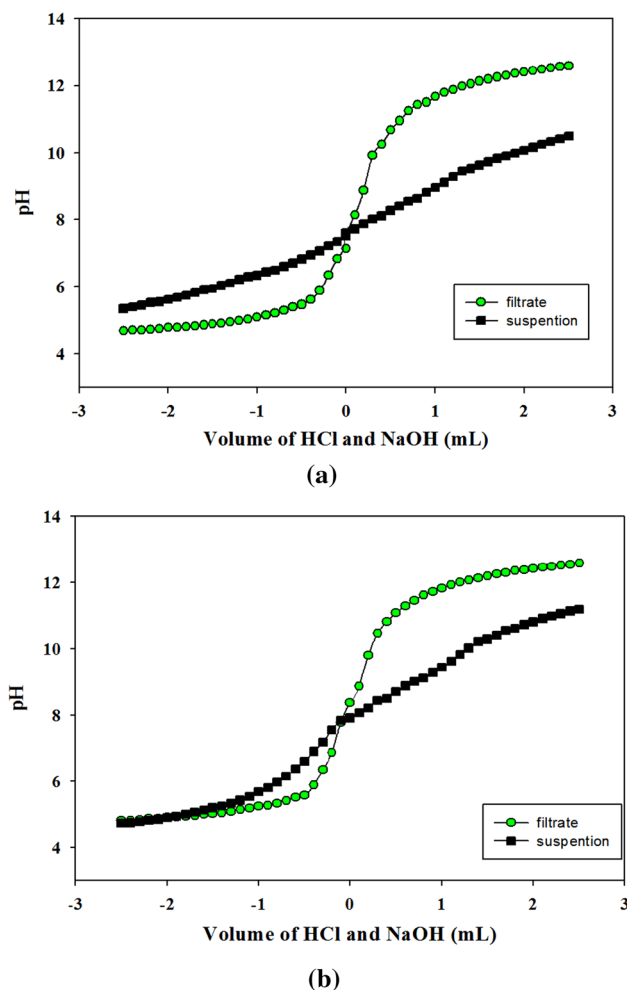 14
12
10
8
6
4
pH
filtrate
suspention
-3
-2
-1
0
1
2
3
Volume of HCl and NaOH (mL)
(a)
14
12
10
8
6
4
pH
filtrate
suspention
-3
-2
-1
0
1
2
3
Volume of HCl and NaOH (mL)
(b)